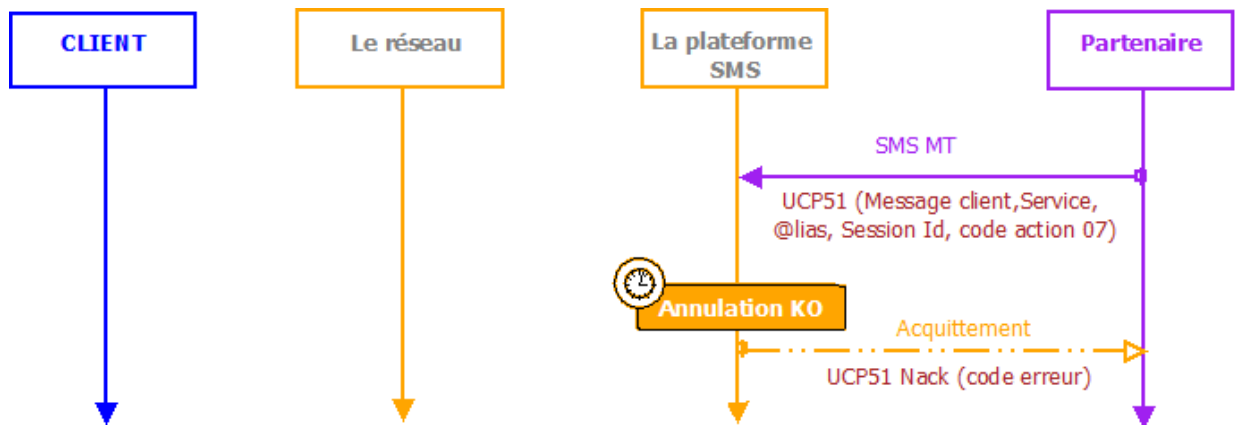 CLIENT
Le réseau
La plateforme
SMS
Partenaire
SMS MT
UCP51 (Message client,Service,
@lias, Session Id, code action 07)
Annulation KO
Acquittement
UCP51 Nack (code erreur)